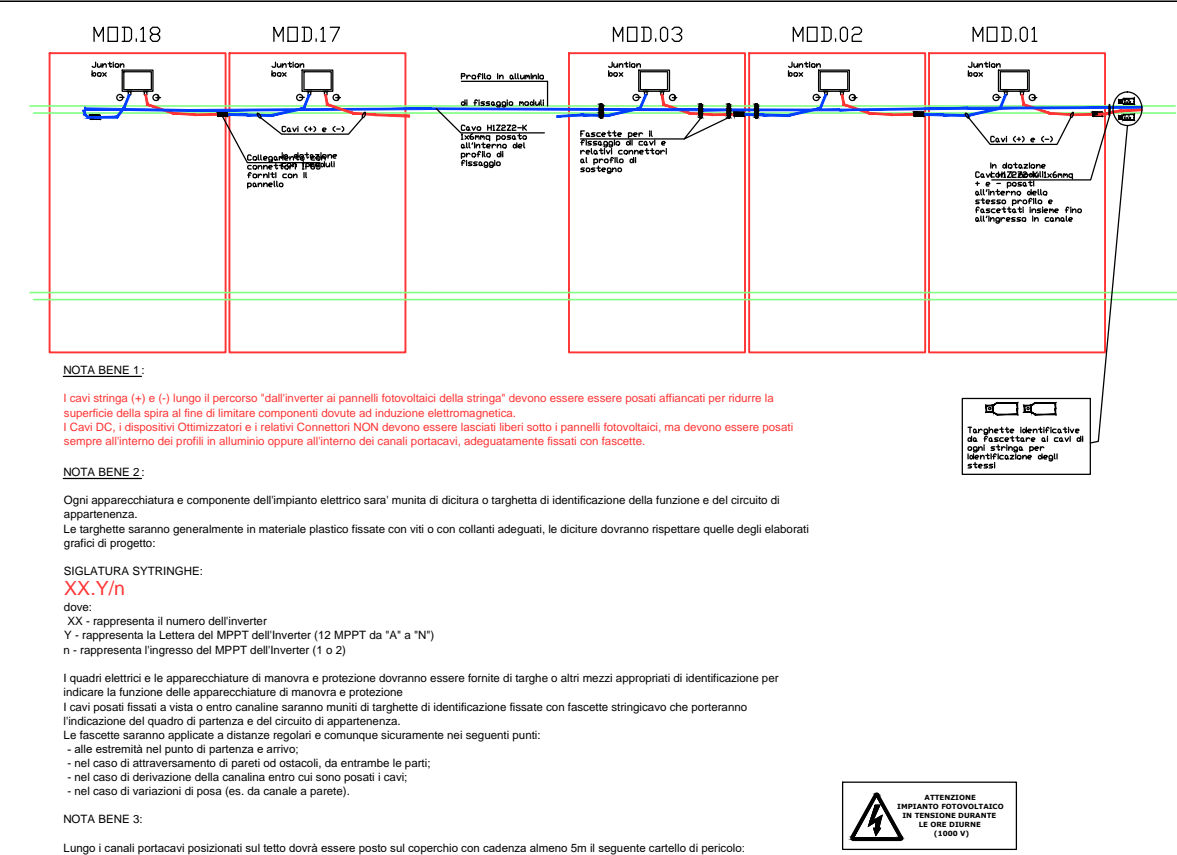 MOD.18
MOD.17
MOD.03
MOD.02
MOD.01
Juntion
box
Juntion
box
Juntion
box
Juntion
box
Juntion
box
Profilo in alluminio
di fissaggio moduli
Cavo H1Z2Z2-K
1x6mmq posato
all'interno del
profilo di
fissaggio
Cavi (+) e (-)
In dotazione
con i moduli
Collegamento con
connettori IP68
forniti con il
pannello
Fascette per il
fissaggio di cavi e
relativi connettori
al profilo di
sostegno
Cavi (+) e (-)
In dotazione
con i moduli
Cavi H1Z2Z2-K 1x6mmq
+ e - posati
all'interno dello
stesso profilo e
fascettati insieme fino
all'ingresso in canale
Targhette identificative
da fascettare ai cavi di
ogni stringa per
identificazione degli
stessi
NOTA BENE 1:
I cavi stringa (+) e (-) lungo il percorso "dall'inverter ai pannelli fotovoltaici della stringa" devono essere essere posati affiancati per ridurre la
superficie della spira al fine di limitare componenti dovute ad induzione elettromagnetica.
I Cavi DC, i dispositivi Ottimizzatori e i relativi Connettori NON devono essere lasciati liberi sotto i pannelli fotovoltaici, ma devono essere posati
sempre all'interno dei profili in alluminio oppure all'interno dei canali portacavi, adeguatamente fissati con fascette.
NOTA BENE 2:
Ogni apparecchiatura e componente dell'impianto elettrico sara' munita di dicitura o targhetta di identificazione della funzione e del circuito di
appartenenza.
Le targhette saranno generalmente in materiale plastico fissate con viti o con collanti adeguati, le diciture dovranno rispettare quelle degli elaborati
grafici di progetto:
SIGLATURA SYTRINGHE:
XX.Y/n
dove:
XX - rappresenta il numero dell'inverter
Y - rappresenta la Lettera del MPPT dell'Inverter (12 MPPT da "A" a "N")
n - rappresenta l'ingresso del MPPT dell'Inverter (1 o 2)
I quadri elettrici e le apparecchiature di manovra e protezione dovranno essere fornite di targhe o altri mezzi appropriati di identificazione per
indicare la funzione delle apparecchiature di manovra e protezione
I cavi posati fissati a vista o entro canaline saranno muniti di targhette di identificazione fissate con fascette stringicavo che porteranno
l'indicazione del quadro di partenza e del circuito di appartenenza.
Le fascette saranno applicate a distanze regolari e comunque sicuramente nei seguenti punti:
- alle estremità nel punto di partenza e arrivo;
- nel caso di attraversamento di pareti od ostacoli, da entrambe le parti;
- nel caso di derivazione della canalina entro cui sono posati i cavi;
- nel caso di variazioni di posa (es. da canale a parete).
NOTA BENE 3:
Lungo i canali portacavi posizionati sul tetto dovrà essere posto sul coperchio con cadenza almeno 5m il seguente cartello di pericolo:
ATTENZIONE
IMPIANTO FOTOVOLTAICO
IN TENSIONE DURANTE
LE ORE DIURNE
(1000 V)